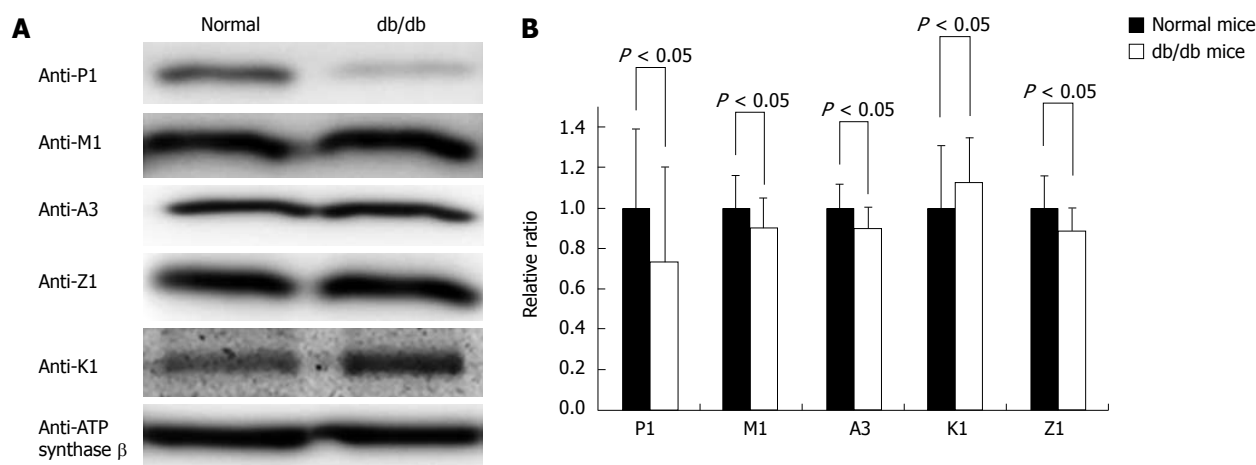 A
Normal db/db
Anti-P1
Anti-M1
Anti-A3
Anti-Z1
Anti-K1
Anti-ATP
synthase β
B
Normal mice
db/db mice
P < 0.05
P < 0.05
P < 0.05
P < 0.05
P < 0.05
Relative ratio
1.4
1.2
1.0
0.8
0.6
0.4
0.2
0.0
P1 M1 A3 K1 Z1